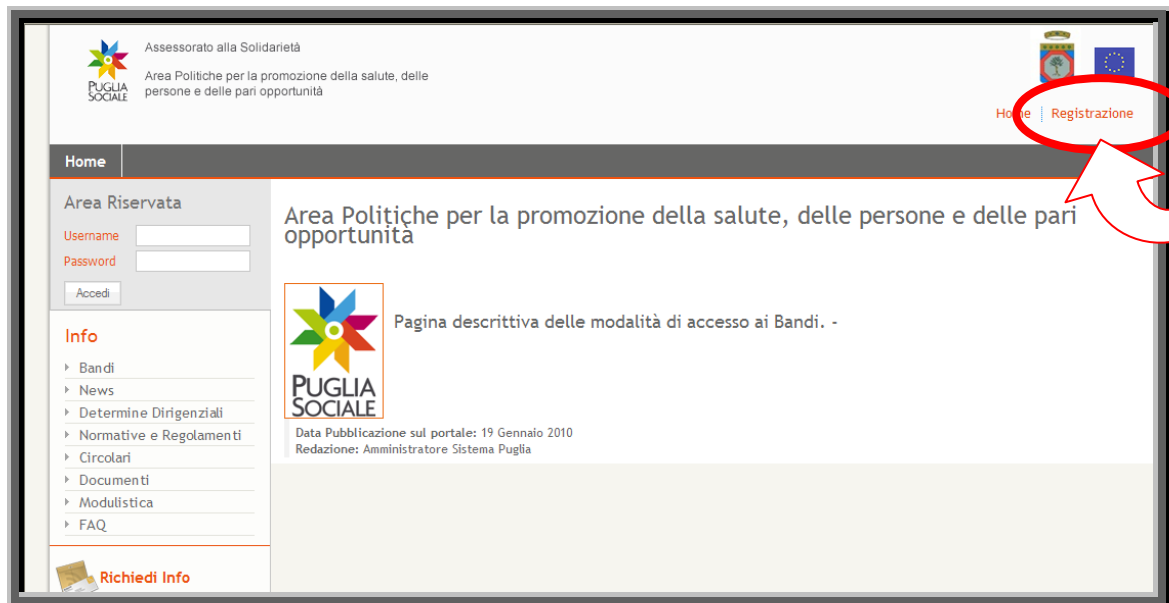 Assessorato alla Solidarietà
Area Politiche per la promozione della salute, delle
persone e delle pari opportunità
PUGLIA
SOCIALE
Home | Registrazione
Home
Area Riservata
Username
Password
Accedi
Info
Bandi
News
Determine Dirigenziali
Normative e Regolamenti
Circolari
Documenti
Modulistica
FAQ
Richiedi Info
Area Politiche per la promozione della salute, delle persone e delle pari
opportunità
PUGLIA
SOCIALE
Pagina descrittiva delle modalità di accesso ai Bandi. -
Data Pubblicazione sul portale: 19 Gennaio 2010
Redazione: Amministratore Sistema Puglia